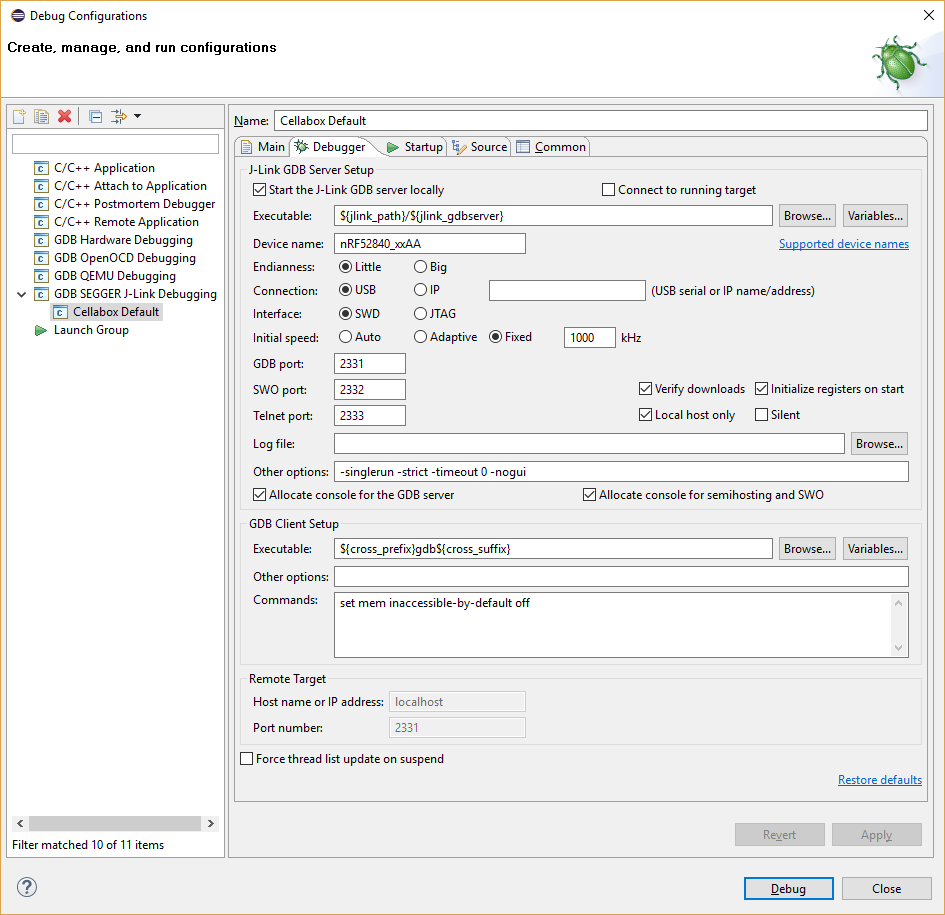 Debug Configurations
Create, manage, and run configurations
Name: Cellabox Default
C/C++ Application
C/C++ Attach to Application
C/C++ Postmortem Debugger
C/C++ Remote Application
GDB Hardware Debugging
GDB OpenOCD Debugging
GDB QEMU Debugging
GDB SEGGER J-Link Debugging
Cellabox Default
Launch Group
Filter matched 10 of 11 items
Main Debugger Startup Source Common
J-Link GDB Server Setup
Start the J-Link GDB server locally Connect to running target
Executable: ${jlink_path}/${jlink_gdbserver} Browse... Variables...
Device name: nRF52840_xxAA Supported device names
Endianness: Little Big
Connection: USB IP (USB serial or IP name/address)
Interface: SWD JTAG
Initial speed: Auto Adaptive Fixed 1000 kHz
GDB port: 2331
SWO port: 2332 Verify downloads Initialize registers on start
Telnet port: 2333 Local host only Silent
Log file: Browse...
Other options: -singlerun -strict -timeout 0 -nogui
Allocate console for the GDB server Allocate console for semihosting and SWO
GDB Client Setup
Executable: ${cross_prefix}gdb${cross_suffix} Browse... Variables...
Other options:
Commands: set mem inaccessible-by-default off
Remote Target
Host name or IP address: localhost
Port number: 2331
Force thread list update on suspend
Restore defaults
Revert Apply
? Debug Close